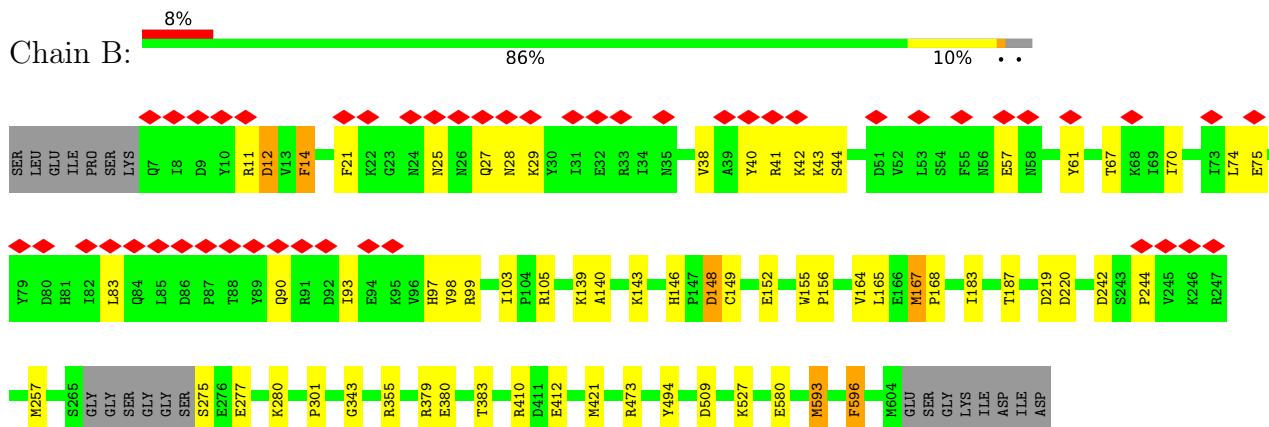 8%
Chain B:
86% 10% • •
SER LEU GLU ILE PRO SER LYS Q7 I8 D9 Y10 R11 D12 V13 F14 F21 K22 G23 N24 N25 N26 Q27 N28 K29 Y30 I31 E32 R33 I34 N35 V38 A39 Y40 R41 K42 K43 S44 D51 V52 L53 S54 F55 N56 E57 N58 Y61 T67 K68 I69 I70 I73 L74 E75
Y79 D80 H81 I82 L83 Q84 L85 D86 P87 T88 Y89 Q90 R91 D92 I93 E94 K95 V96 H97 V98 R99 I103 P104 R105 K139 A140 K143 H146 P147 D148 C149 E152 W155 P156 V164 L165 E166 M167 P168 I183 T187 D219 D220 D242 S243 P244 V245 K246 R247
M257 S265 GLY GLY SER GLY GLY SER S275 E276 E277 K280 P301 G343 R355 R379 E380 T383 R410 D411 E412 M421 R473 Y494 D509 K527 E580 M593 F596 M604 GLU SER GLY LYS ILE ASP ILE ASP